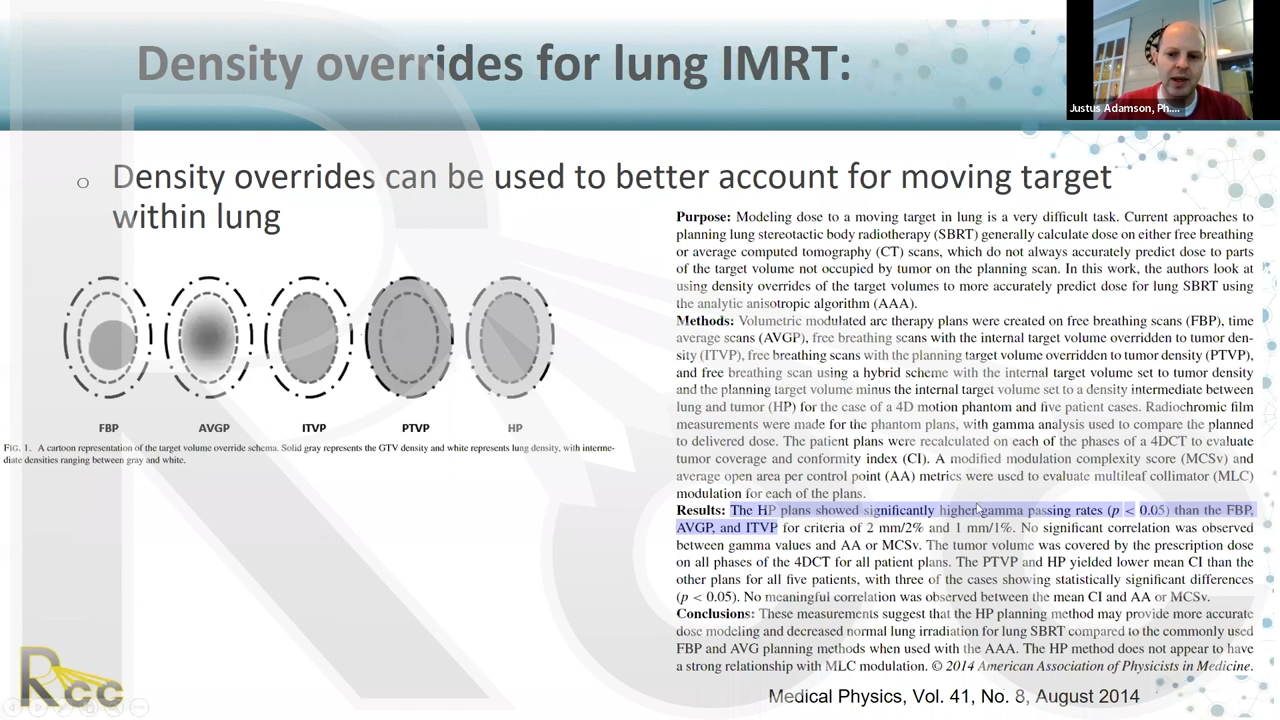 Density overrides for lung IMRT:
Justus Adamson, Ph....
Density overrides can be used to better account for moving target
within lung
FBP AVGP ITVP PTVP HP
FIG. 1. A cartoon representation of the target volume override schema. Solid gray represents the GTV density and white represents lung density, with interme-
diate densities ranging between gray and white.
Purpose: Modeling dose to a moving target in lung is a very difficult task. Current approaches to
planning lung stereotactic body radiotherapy (SBRT) generally calculate dose on either free breathing
or average computed tomography (CT) scans, which do not always accurately predict dose to parts
of the target volume not occupied by tumor on the planning scan. In this work, the authors look at
using density overrides of the target volumes to more accurately predict dose for lung SBRT using
the analytic anisotropic algorithm (AAA).
Methods: Volumetric modulated arc therapy plans were created on free breathing scans (FBP), time
average scans (AVGP), free breathing scans with the internal target volume overridden to tumor den-
sity (ITVP), free breathing scans with the planning target volume overridden to tumor density (PTVP),
and free breathing scan using a hybrid scheme with the internal target volume set to tumor density
and the planning target volume minus the internal target volume set to a density intermediate between
lung and tumor (HP) for the case of a 4D motion phantom and five patient cases. Radiochromic film
measurements were made for the phantom plans, with gamma analysis used to compare the planned
to delivered dose. The patient plans were recalculated on each of the phases of a 4DCT to evaluate
tumor coverage and conformity index (CI). A modified modulation complexity score (MCSv) and
average open area per control point (AA) metrics were used to evaluate multileaf collimator (MLC)
modulation for each of the plans.
Results: The HP plans showed significantly higher gamma passing rates (p < 0.05) than the FBP,
AVGP, and ITVP for criteria of 2 mm/2% and 1 mm/1%. No significant correlation was observed
between gamma values and AA or MCSv. The tumor volume was covered by the prescription dose
on all phases of the 4DCT for all patient plans. The PTVP and HP yielded lower mean CI than the
other plans for all five patients, with three of the cases showing statistically significant differences
(p < 0.05). No meaningful correlation was observed between the mean CI and AA or MCSv.
Conclusions: These measurements suggest that the HP planning method may provide more accurate
dose modeling and decreased normal lung irradiation for lung SBRT compared to the commonly used
FBP and AVG planning methods when used with the AAA. The HP method does not appear to have
a strong relationship with MLC modulation. © 2014 American Association of Physicists in Medicine.
Medical Physics, Vol. 41, No. 8, August 2014
Rcc